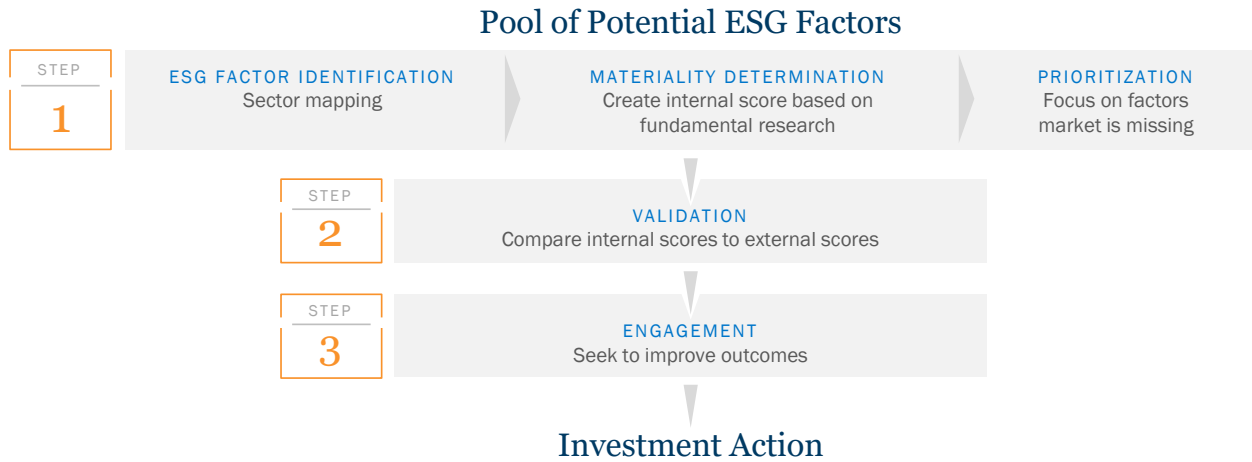 Pool of Potential ESG Factors
STEP
1
ESG FACTOR IDENTIFICATION
Sector mapping
MATERIALITY DETERMINATION
Create internal score based on
fundamental research
PRIORITIZATION
Focus on factors
market is missing
STEP
2
VALIDATION
Compare internal scores to external scores
STEP
3
ENGAGEMENT
Seek to improve outcomes
Investment Action